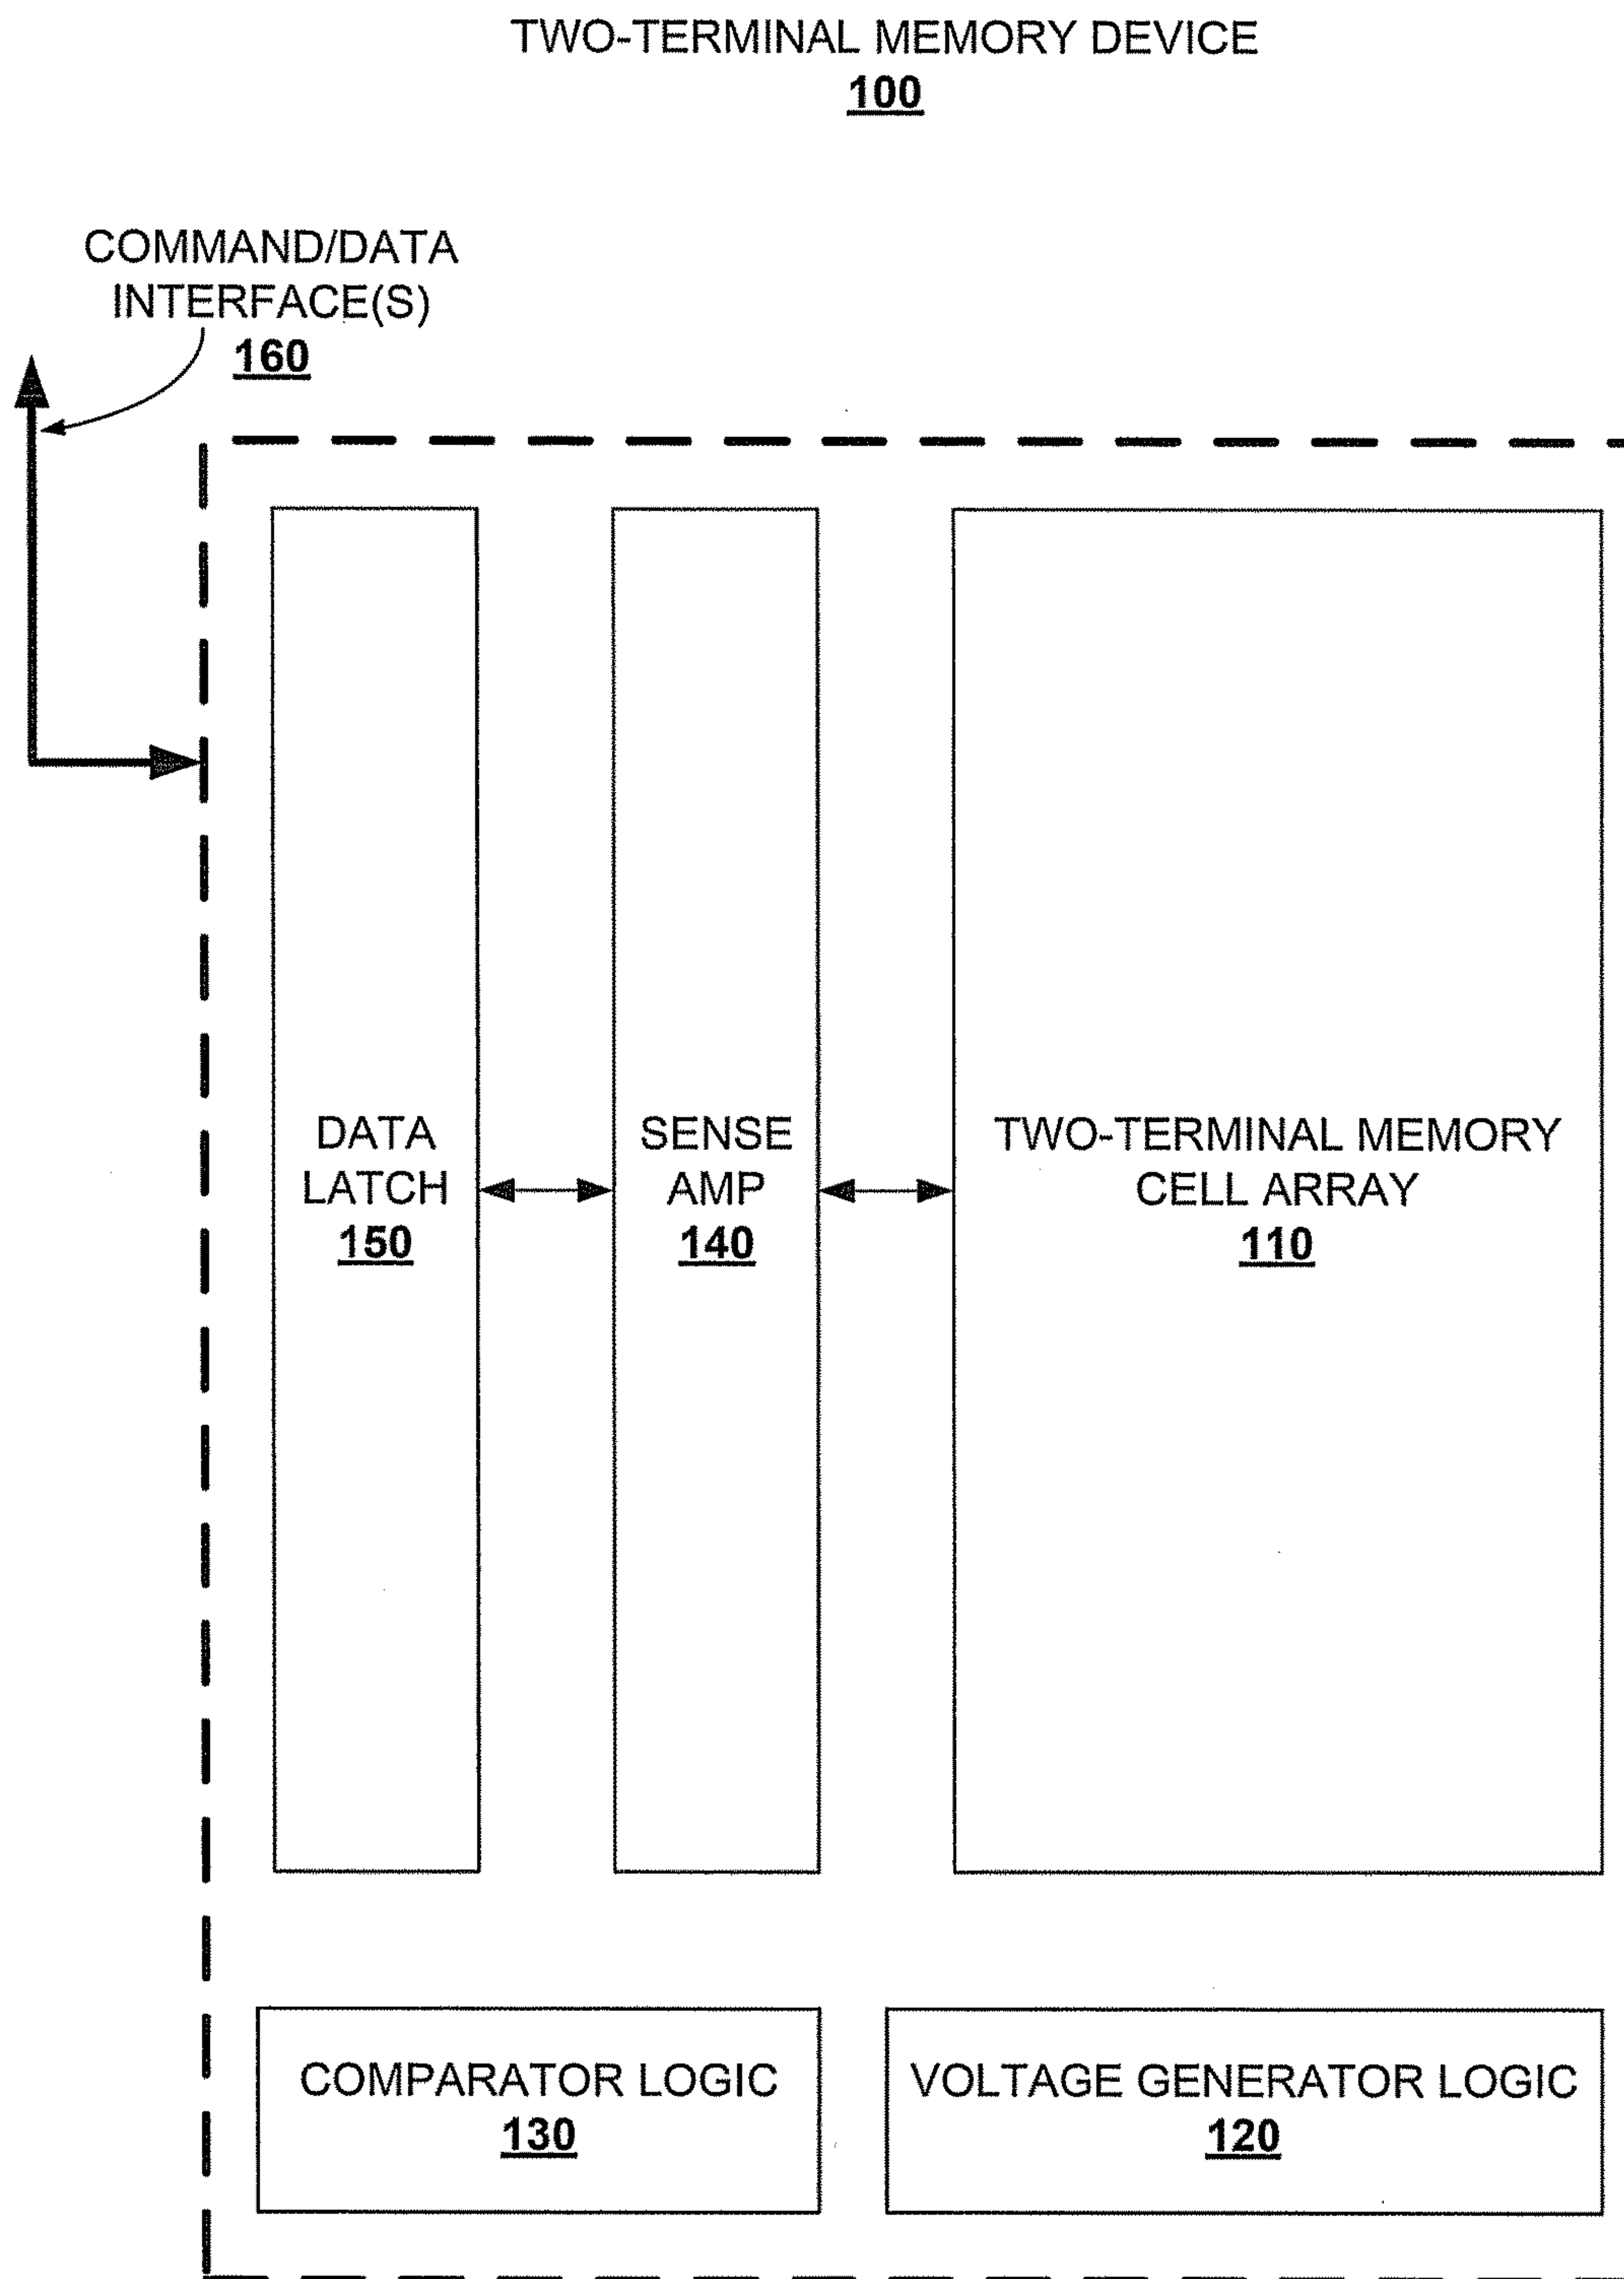 TWO-TERMINAL MEMORY DEVICE
100
COMMAND/DATA
INTERFACE(S)
160
DATA
LATCH
150
SENSE
AMP
140
TWO-TERMINAL MEMORY
CELL ARRAY
110
COMPARATOR LOGIC
130
VOLTAGE GENERATOR LOGIC
120